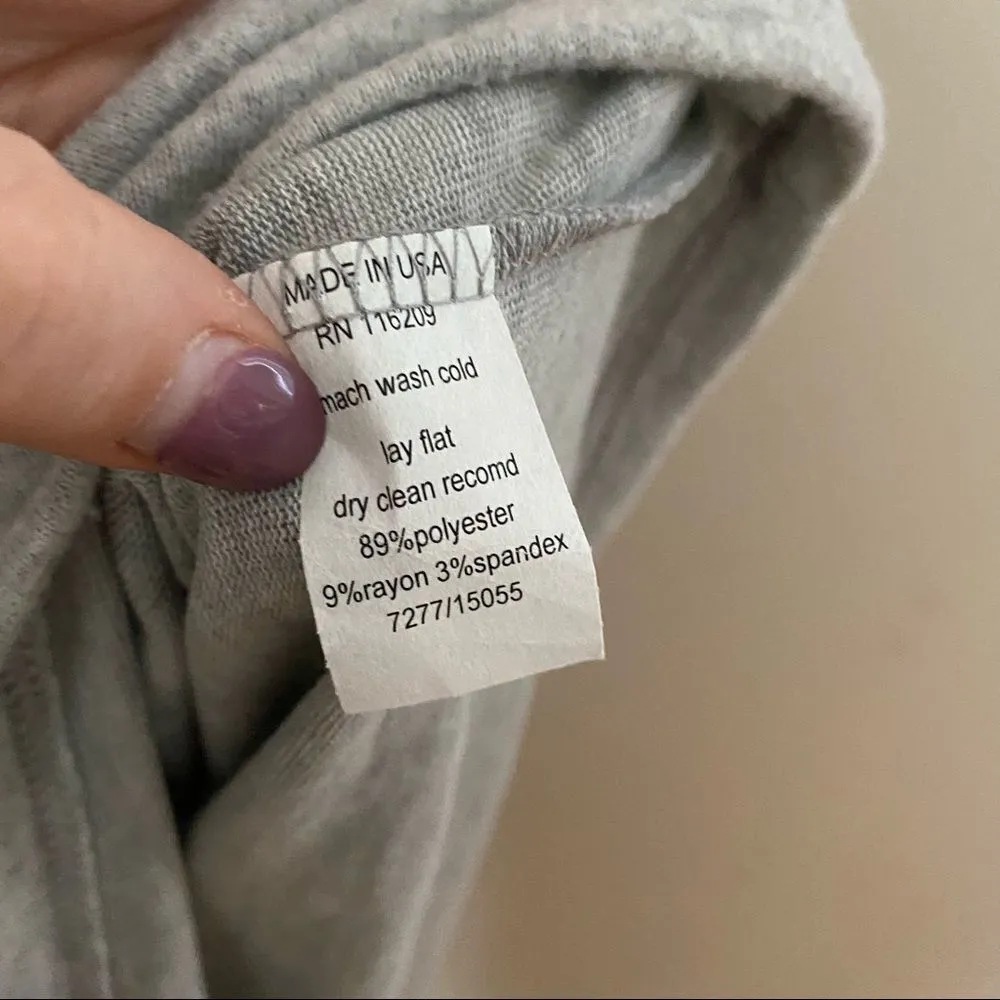 MADE IN USA
RN 116209
mach wash cold
lay flat
dry clean recomd
89%polyester
9%rayon 3%spandex
7277/15055